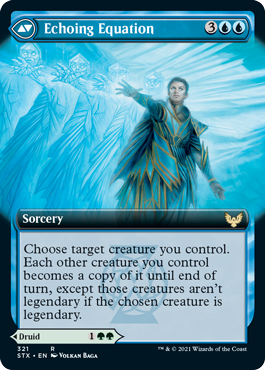 Echoing Equation 3
Sorcery
Choose target creature you control.
Each other creature you control
becomes a copy of it until end of
turn, except those creatures aren't
legendary if the chosen creature is
legendary.
Druid 1
321 R
STX • EN VOLKAN BAGA
™ & © 2021 Wizards of the Coast